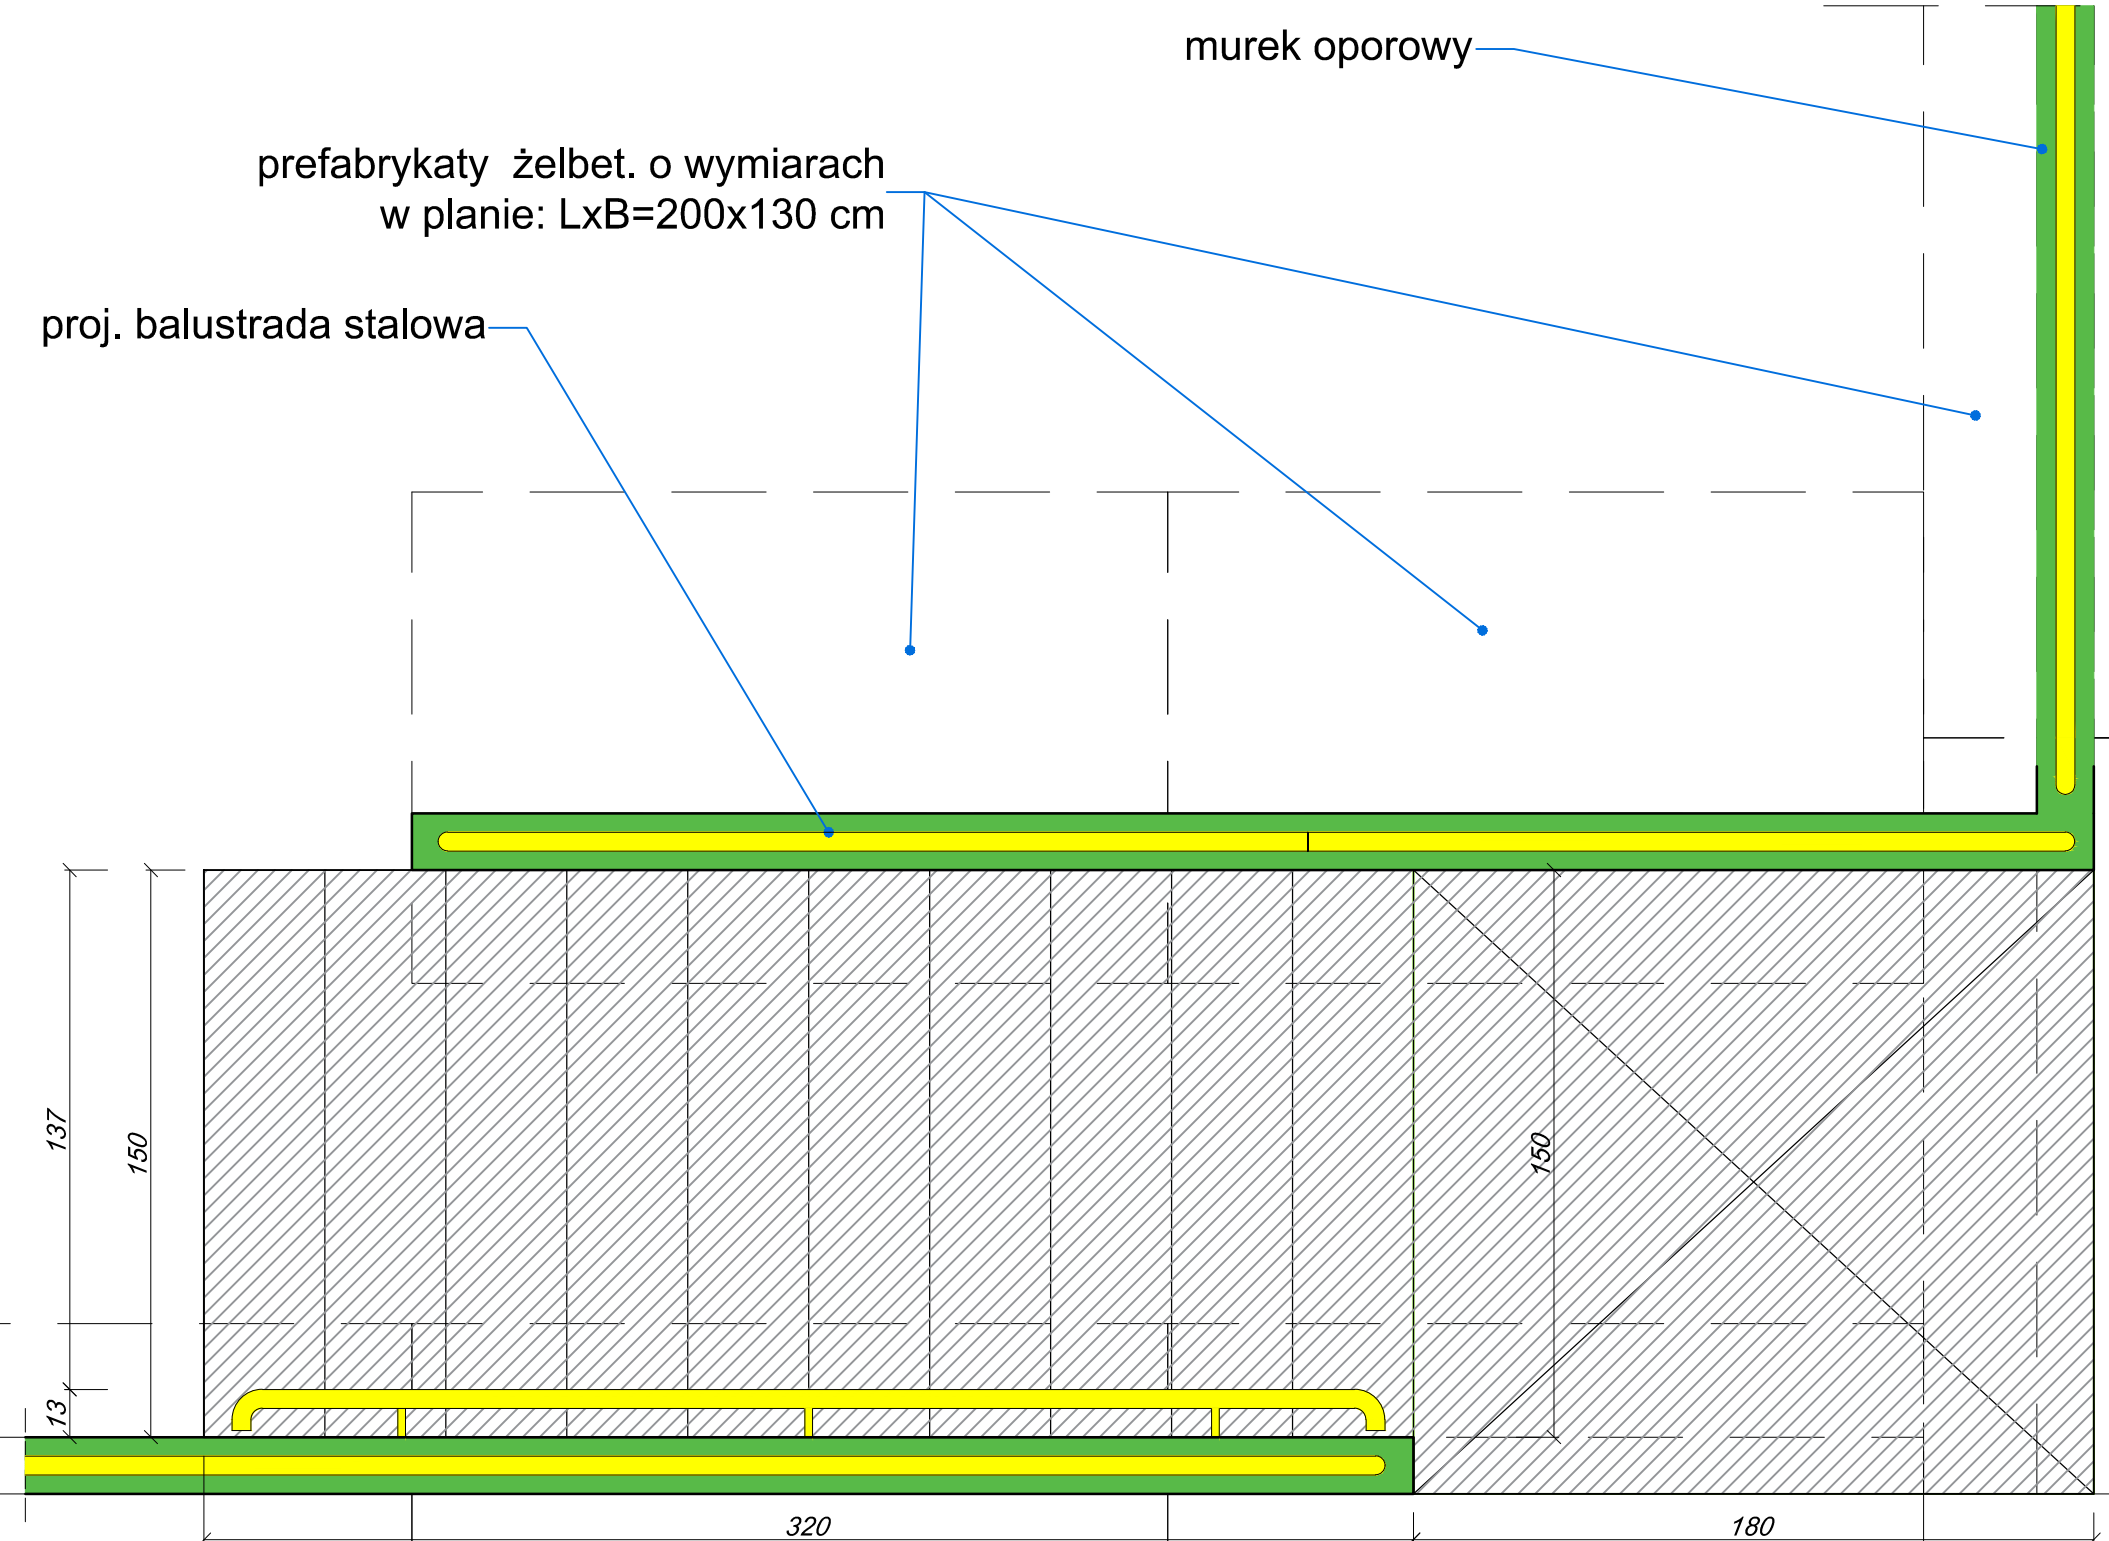 murek oporowy
prefabrykaty żelbet. o wymiarach
w planie: LxB=200x130 cm
proj. balustrada stalowa
137
150
150
13
320
180